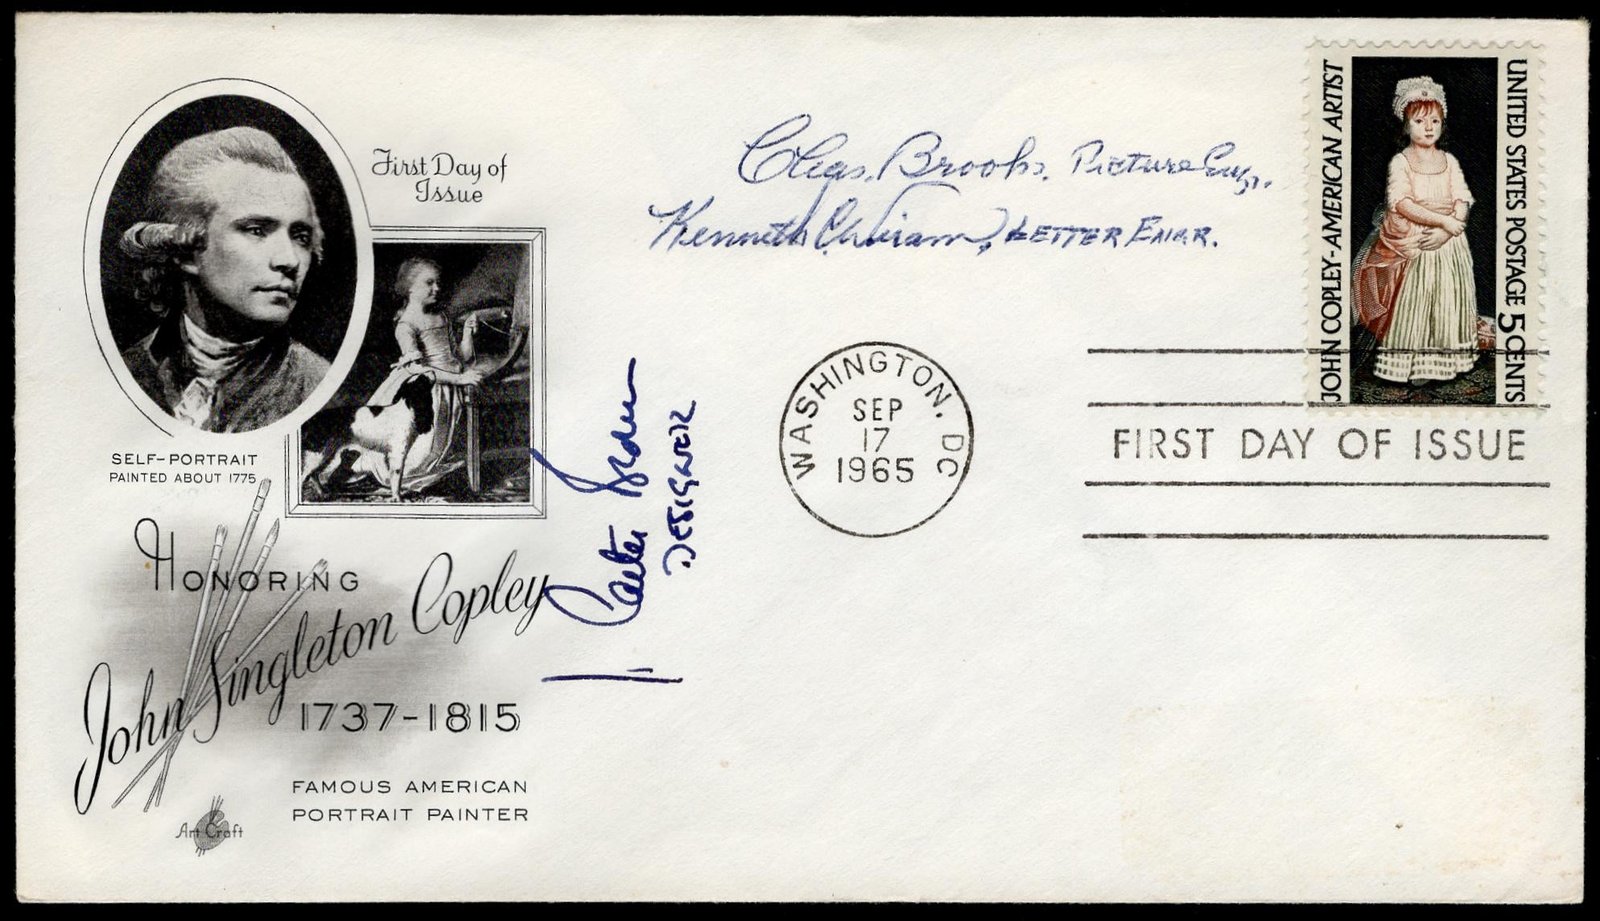 First Day of
Issue
SELF-PORTRAIT
PAINTED ABOUT 1775
HONORING
John Singleton Copley
1737-1815
FAMOUS AMERICAN
PORTRAIT PAINTER
Art Craft
Chas. Brooks, Picture Engr.
Kenneth C. Wiram, LETTER ENGR.
DESIGNER
WASHINGTON, DC
SEP
17
1965
FIRST DAY OF ISSUE
JOHN COPLEY-AMERICAN ARTIST
UNITED STATES POSTAGE 5 CENTS